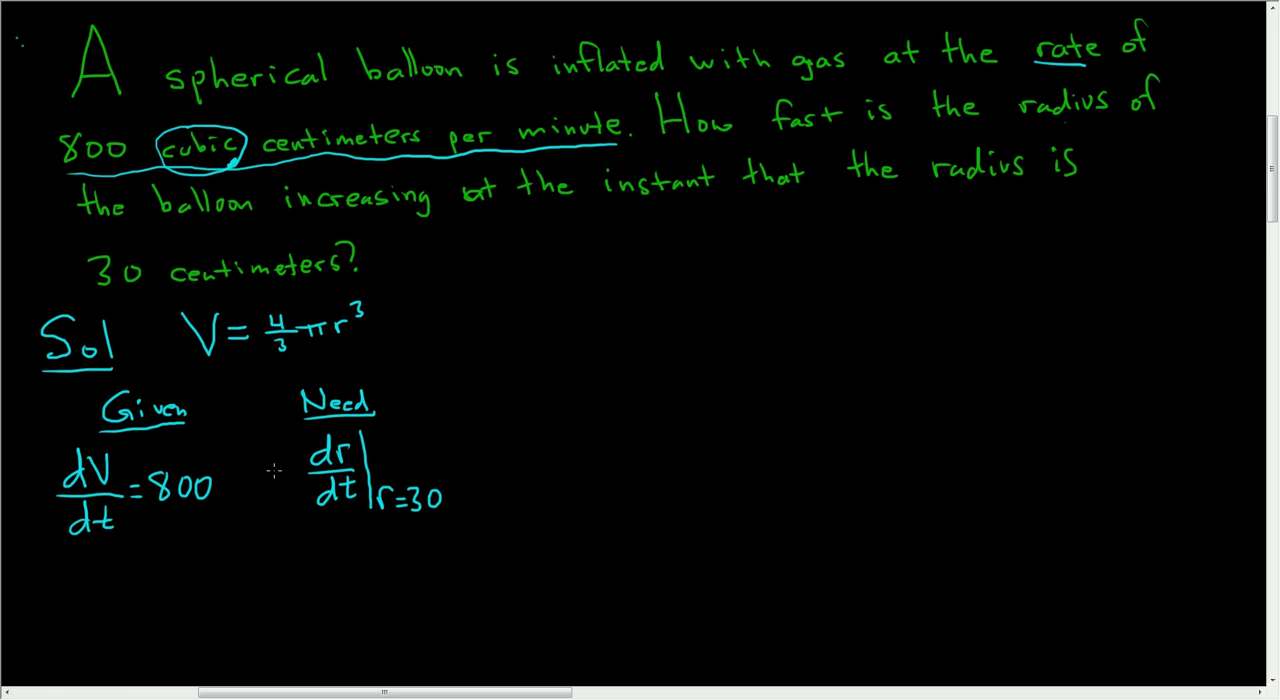 A spherical balloon is inflated with gas at the rate of
800 cubic centimeters per minute. How fast is the radius of
the balloon increasing at the instant that the radius is
30 centimeters?
Sol V = 4/3 πr³
Given Need
dV/dt = 800 dr/dt|r=30